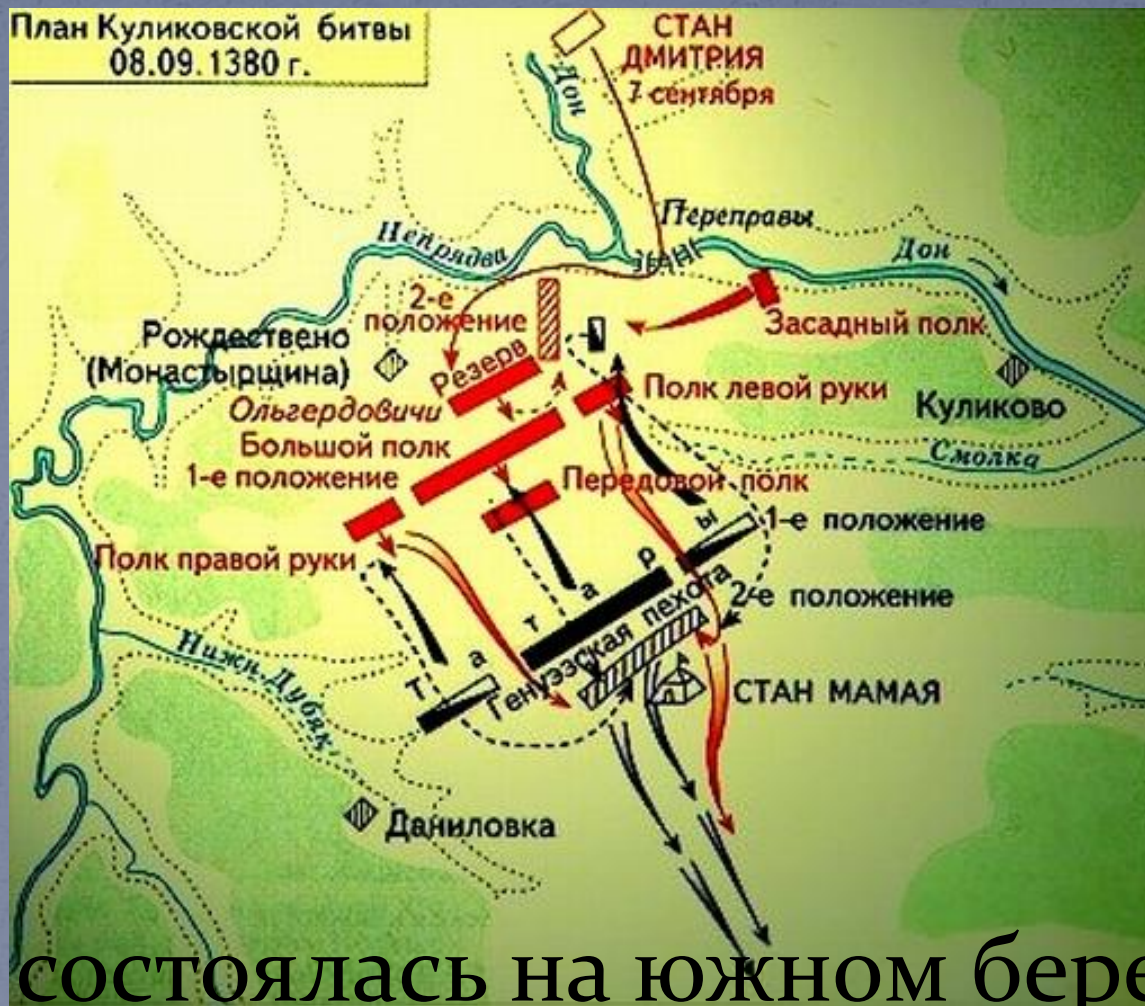 План Куликовской битвы
08.09.1380 г.
СТАН
ДМИТРИЯ
7 сентября
Дон
Переправы
Непрядва
Дон
2-е
положение
Засадный полк
Рождествено
(Монастырщина)
Резерв
Полк левой руки
Куликово
Ольгердовичи
Большой полк
1-е положение
Смолка
Передовой полк
1-е положение
Полк правой руки
2-е положение
Татары
Генуэзская пехота
Нижн. Дубяк
СТАН МАМАЯ
Даниловка
состоялась на южном бере